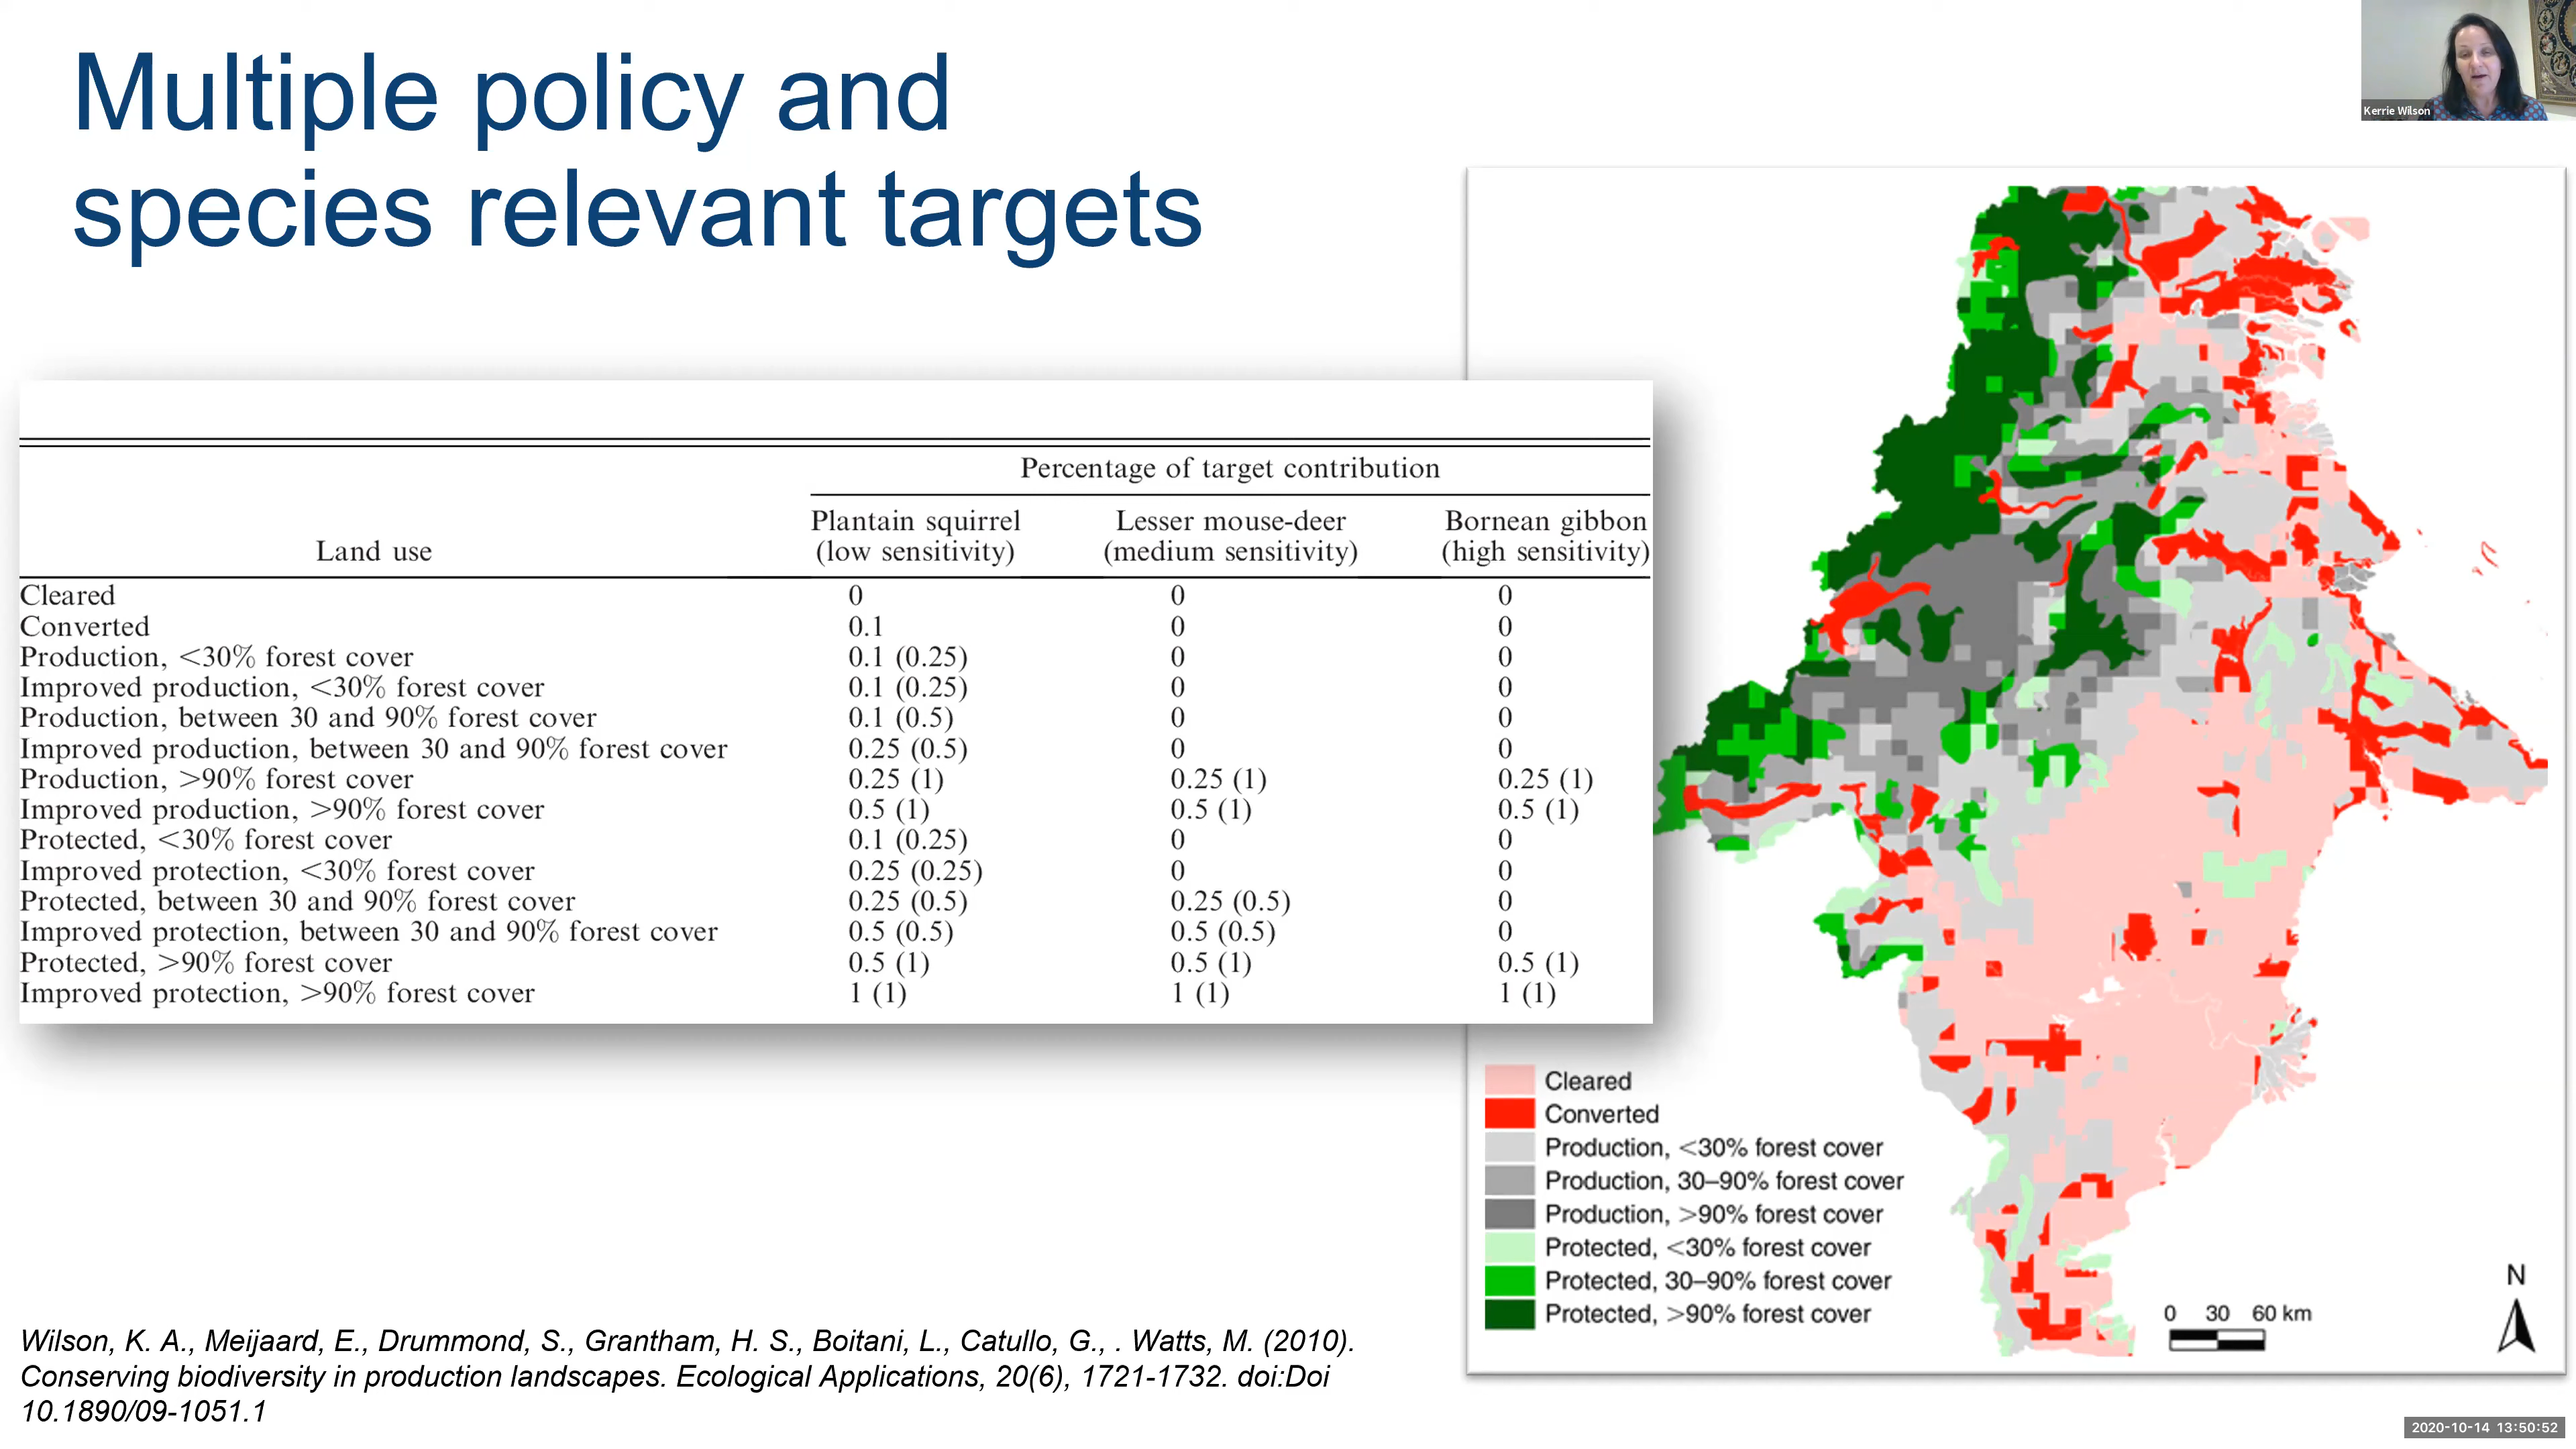 Multiple policy and
species relevant targets
Kerrie Wilson
Percentage of target contribution
Land use
Plantain squirrel
(low sensitivity)
Lesser mouse-deer
(medium sensitivity)
Bornean gibbon
(high sensitivity)
Cleared 0 0 0
Converted 0.1 0 0
Production, <30% forest cover 0.1 (0.25) 0 0
Improved production, <30% forest cover 0.1 (0.25) 0 0
Production, between 30 and 90% forest cover 0.1 (0.5) 0 0
Improved production, between 30 and 90% forest cover 0.25 (0.5) 0 0
Production, >90% forest cover 0.25 (1) 0.25 (1) 0.25 (1)
Improved production, >90% forest cover 0.5 (1) 0.5 (1) 0.5 (1)
Protected, <30% forest cover 0.1 (0.25) 0 0
Improved protection, <30% forest cover 0.25 (0.25) 0 0
Protected, between 30 and 90% forest cover 0.25 (0.5) 0.25 (0.5) 0
Improved protection, between 30 and 90% forest cover 0.5 (0.5) 0.5 (0.5) 0
Protected, >90% forest cover 0.5 (1) 0.5 (1) 0.5 (1)
Improved protection, >90% forest cover 1 (1) 1 (1) 1 (1)
Cleared
Converted
Production, <30% forest cover
Production, 30–90% forest cover
Production, >90% forest cover
Protected, <30% forest cover
Protected, 30–90% forest cover
Protected, >90% forest cover
0 30 60 km
N
Wilson, K. A., Meijaard, E., Drummond, S., Grantham, H. S., Boitani, L., Catullo, G., . Watts, M. (2010).
Conserving biodiversity in production landscapes. Ecological Applications, 20(6), 1721-1732. doi:Doi
10.1890/09-1051.1
2020-10-14 13:50:52